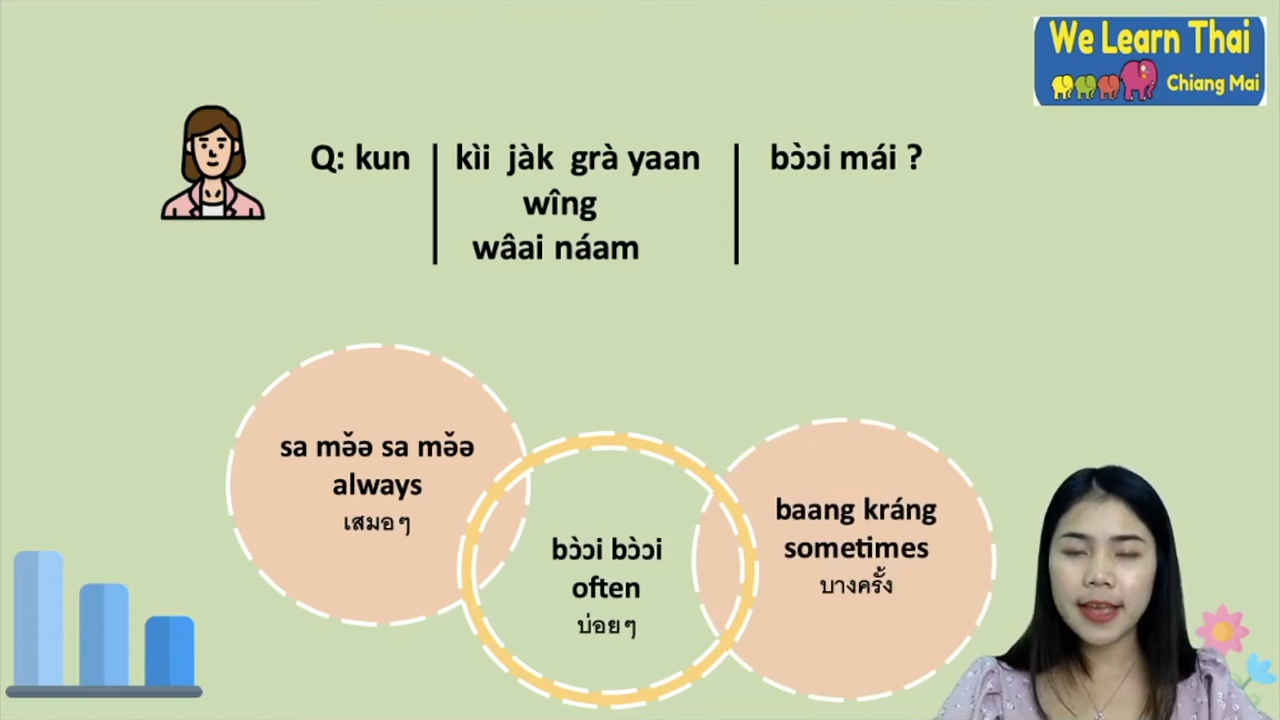 We Learn Thai
Chiang Mai
Q: kun | kìi jàk grà yaan | bɔ̀ɔi mái ?
wîng
wâai náam
sa mə̌ə sa mə̌ə
always
เสมอๆ
bɔ̀ɔi bɔ̀ɔi
often
บ่อยๆ
baang kráng
sometimes
บางครั้ง